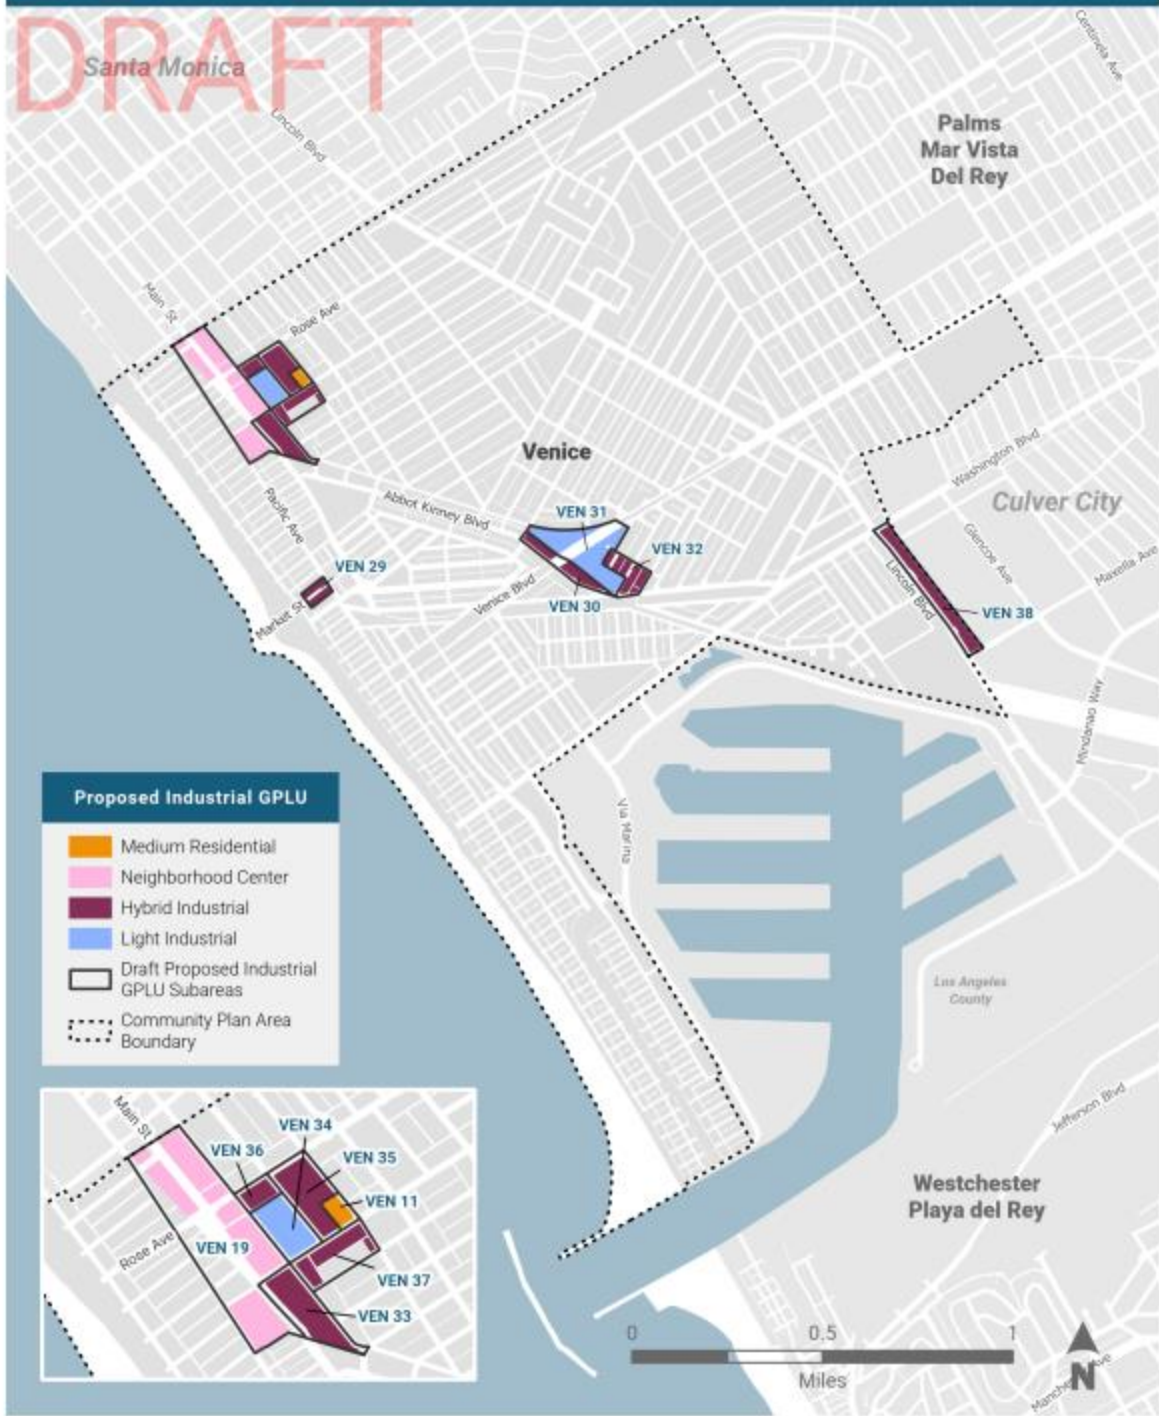 DRAFT
Santa Monica
Lincoln Blvd
Centinela Ave
Palms
Mar Vista
Del Rey
Main St
Rose Ave
Venice
Abbot Kinney Blvd
Washington Blvd
Culver City
Pacific Ave
VEN 31
VEN 32
VEN 29
VEN 30
Venice Blvd
Market St
Glencoe Ave
Maxella Ave
Lincoln Blvd
VEN 38
Mindanao Way
Via Marina
Proposed Industrial GPLU
Medium Residential
Neighborhood Center
Hybrid Industrial
Light Industrial
Draft Proposed Industrial
GPLU Subareas
Community Plan Area
Boundary
Los Angeles
County
Jefferson Blvd
Main St
VEN 34
VEN 36
VEN 35
VEN 11
VEN 19
Rose Ave
VEN 37
VEN 33
Westchester
Playa del Rey
0 0.5 1
Miles
N